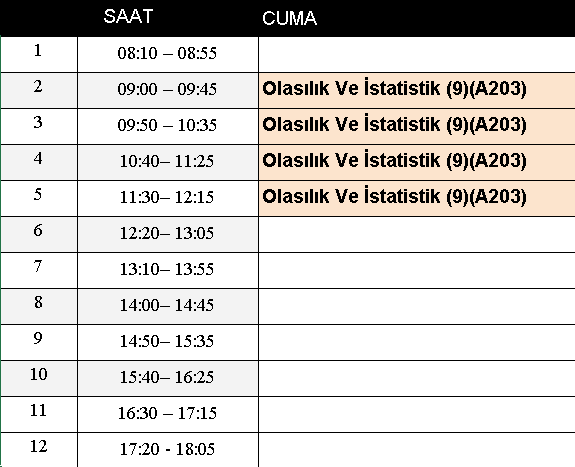 SAAT CUMA
1 08:10 – 08:55
2 09:00 – 09:45 Olasılık Ve İstatistik (9)(A203)
3 09:50 – 10:35 Olasılık Ve İstatistik (9)(A203)
4 10:40– 11:25 Olasılık Ve İstatistik (9)(A203)
5 11:30– 12:15 Olasılık Ve İstatistik (9)(A203)
6 12:20– 13:05
7 13:10– 13:55
8 14:00– 14:45
9 14:50– 15:35
10 15:40– 16:25
11 16:30 – 17:15
12 17:20 - 18:05